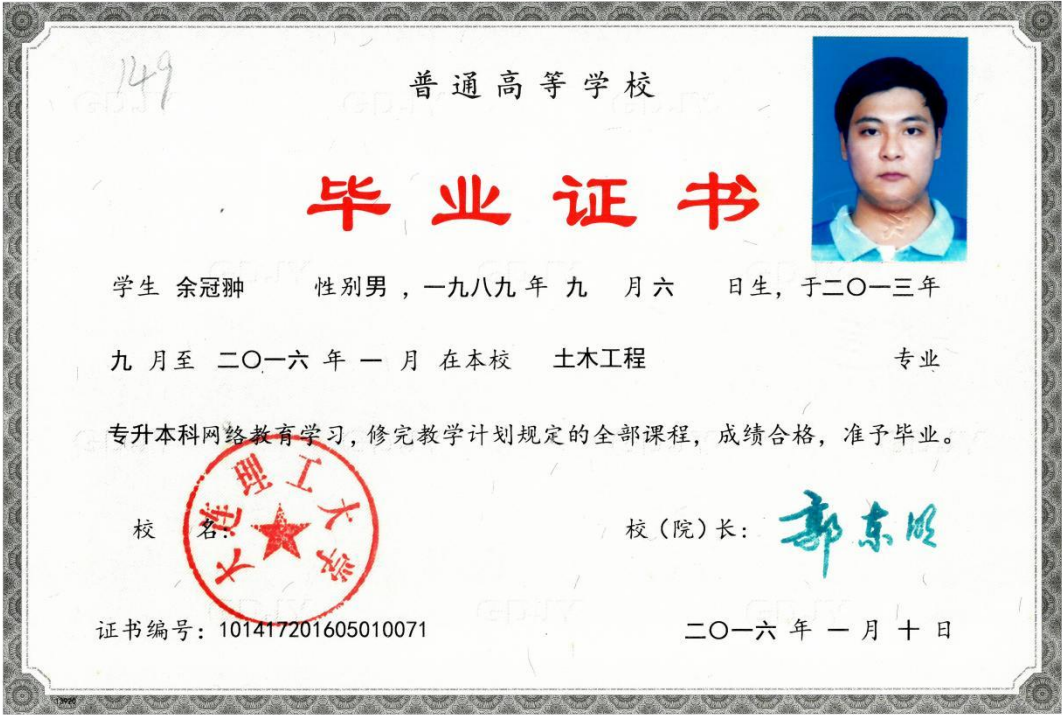 149
普通高等学校
毕业证书
学生 余冠翀 性别男，一九八九年 九 月六 日生，于二〇一三年
九 月至 二〇一六 年 一 月 在本校 土木工程 专业
专升本科网络教育学习，修完教学计划规定的全部课程，成绩合格，准予毕业。
大连理工大学
校 名：
校（院）长：郭东明
证书编号：101417201605010071
二〇一六 年 一 月 十 日